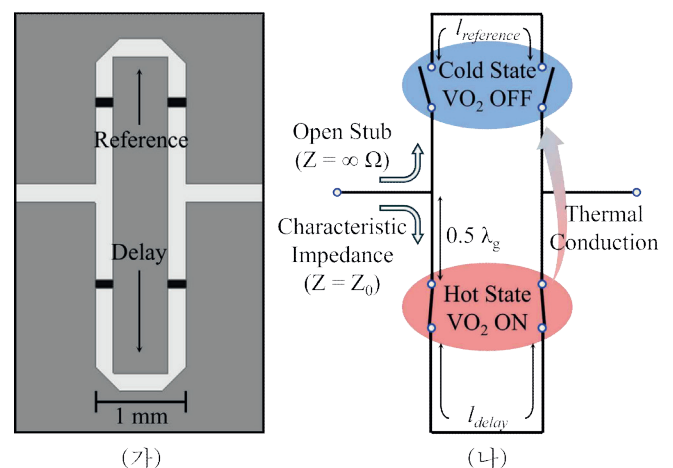 Reference
Delay
1 mm
(가)
l_reference
Cold State
VO₂ OFF
Open Stub
(Z = ∞ Ω)
Characteristic
Impedance
(Z = Z₀)
0.5 λg
Thermal
Conduction
Hot State
VO₂ ON
l_delay
(나)